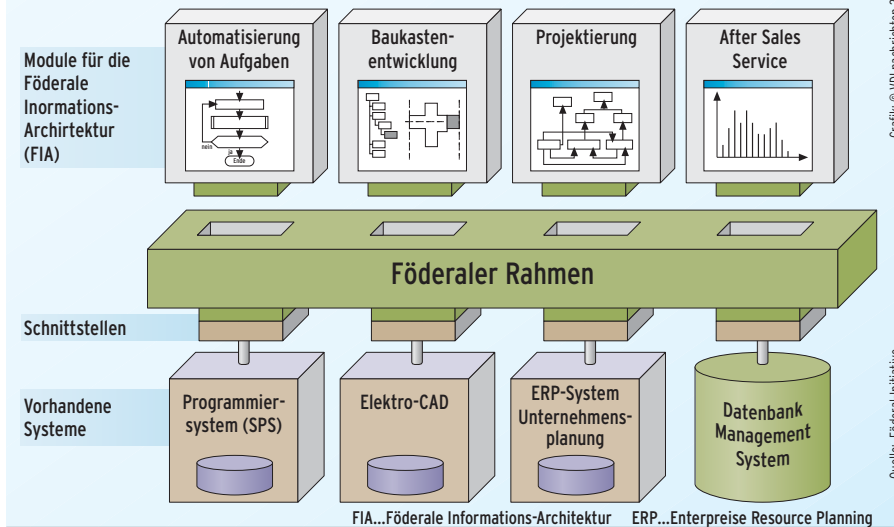 Module für die
Föderale
Inormations-
Archirtektur
(FIA)
Automatisierung
von Aufgaben
nein
ja
Ende
Baukasten-
entwicklung
Projektierung
After Sales
Service
Föderaler Rahmen
Schnittstellen
Vorhandene
Systeme
Programmier-
system (SPS)
Elektro-CAD
ERP-System
Unternehmens-
planung
Datenbank
Management
System
FIA...Föderale Informations-Architektur ERP...Enterpreise Resource Planning
Grafik: © VDI nachrichten
Quelle: Föderal Initiative